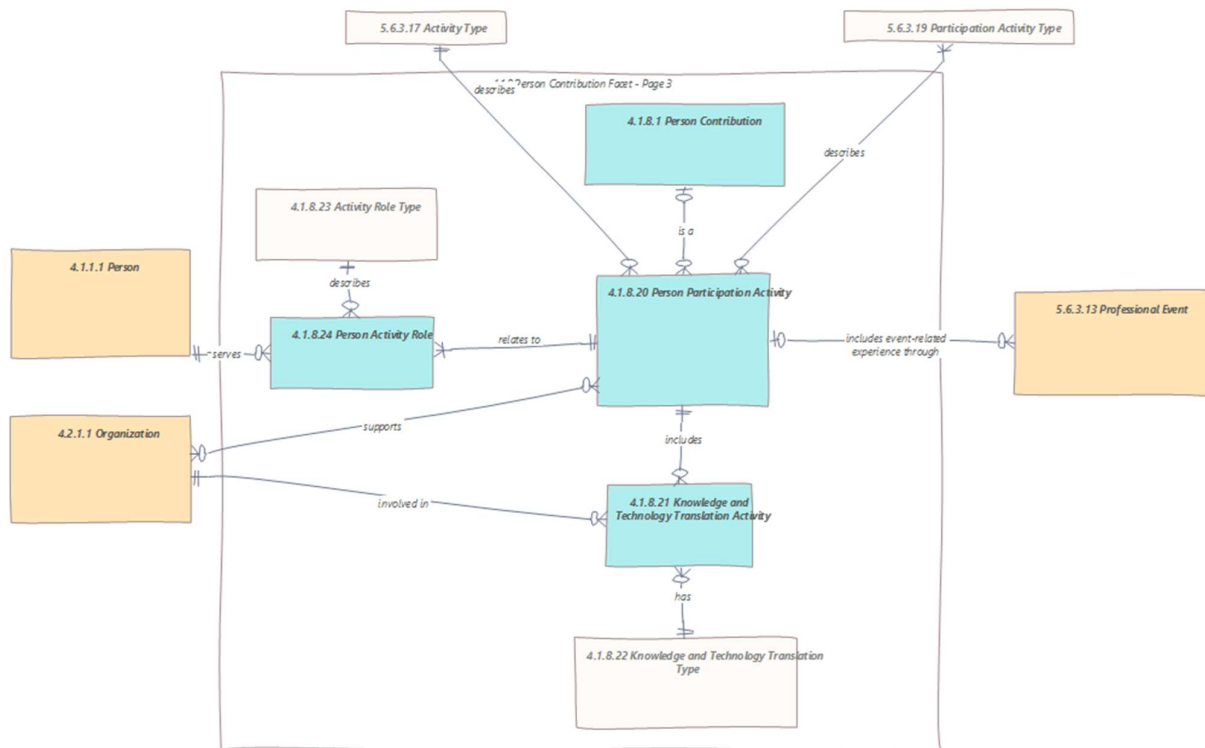 5.6.3.17 Activity Type
5.6.3.19 Participation Activity Type
Person Contribution Facet - Page 3
describes
4.1.8.1 Person Contribution
describes
4.1.8.23 Activity Role Type
is a
4.1.1.1 Person
describes
4.1.8.20 Person Participation Activity
5.6.3.13 Professional Event
4.1.8.24 Person Activity Role
relates to
includes event-related
experience through
serves
4.2.1.1 Organization
supports
includes
involved in
4.1.8.21 Knowledge and
Technology Translation Activity
has
4.1.8.22 Knowledge and Technology Translation
Type